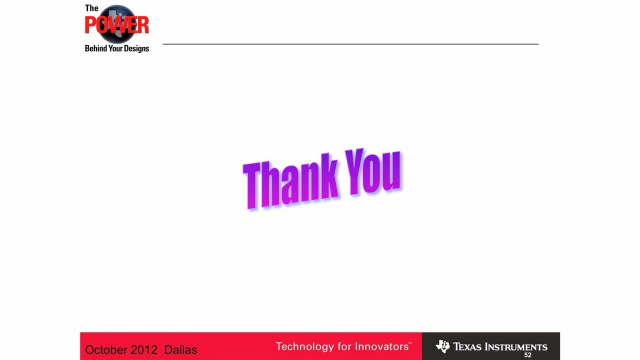 The
POWER
Behind Your Designs
Thank You
October 2012 Dallas
Technology for Innovators™
TEXAS INSTRUMENTS
52